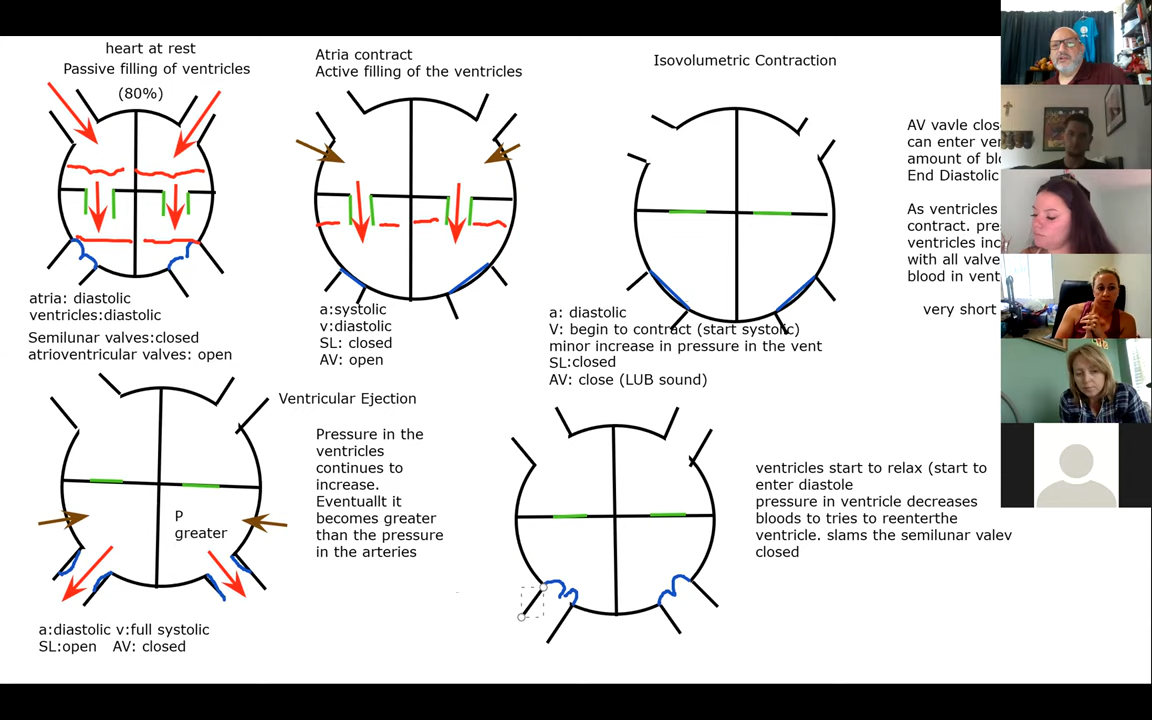 heart at rest
Passive filling of ventricles
(80%)
atria: diastolic
ventricles:diastolic
Semilunar valves:closed
atrioventricular valves: open
Atria contract
Active filling of the ventricles
a:systolic
v:diastolic
SL: closed
AV: open
Isovolumetric Contraction
a: diastolic
V: begin to contract (start systolic)
minor increase in pressure in the vent
SL:closed
AV: close (LUB sound)
AV vavle clos
can enter ver
amount of blo
End Diastolic
As ventricles
contract. pre
ventricles inc
with all valve
blood in vent
very short
Ventricular Ejection
Pressure in the
ventricles
continues to
increase.
Eventuallt it
becomes greater
than the pressure
in the arteries
P
greater
a:diastolic v:full systolic
SL:open AV: closed
ventricles start to relax (start to
enter diastole
pressure in ventricle decreases
bloods to tries to reenterthe
ventricle. slams the semilunar valev
closed